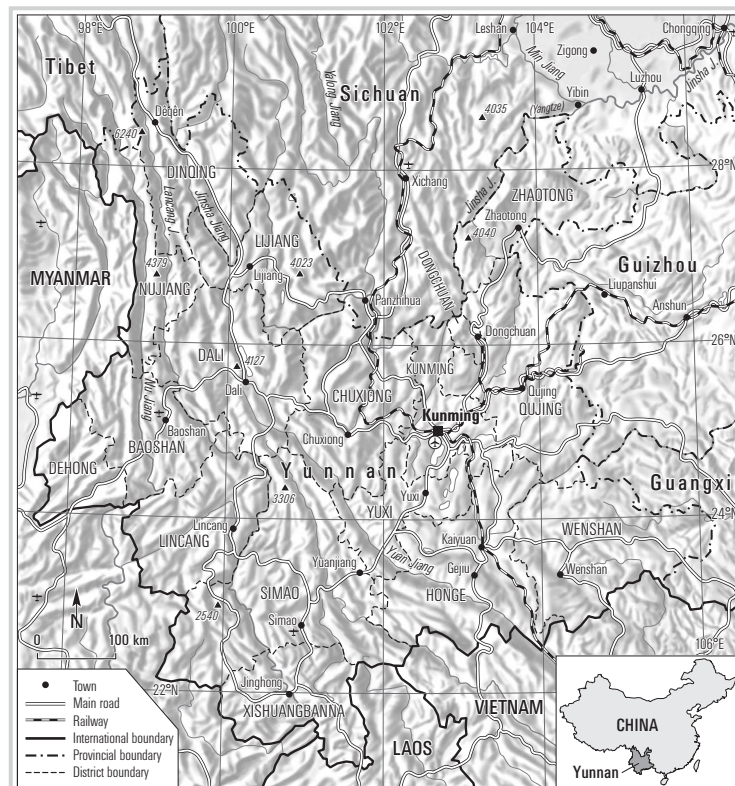 98°E
100°E
102°E
104°E
Leshan
Chongqing
Tibet
Min Jiang
Zigong
Jinsha J.
Luzhou
Yalong Jiang
Sichuan
4035
Yibin
(Yangtze)
Dêqên
6240
DINQING
28°N
Xichang
Lancang J.
Jinsha Jiang
Jinsha J.
ZHAOTONG
Zhaotong
4040
LIJIANG
Lijiang
4023
4379
DONGCHUAN
Guizhou
MYANMAR
NUJIANG
Liupanshui
Panzhihua
Anshun
Dongchuan
26°N
DALI
4127
KUNMING
Nu Jiang
Dali
CHUXIONG
Qujing
QUJING
Kunming
Baoshan
BAOSHAN
Chuxiong
DEHONG
Yunnan
Guangxi
3306
Yuxi
YUXI
24°N
Lincang
LINCANG
Kaiyuan
WENSHAN
Yuan Jiang
Yuanjiang
Gejiu
Wenshan
SIMAO
HONGE
2540
Simao
N
0 100 km
106°E
Jinghong
22°N
XISHUANGBANNA
VIETNAM
LAOS
Town
Main road
Railway
International boundary
Provincial boundary
District boundary
CHINA
Yunnan